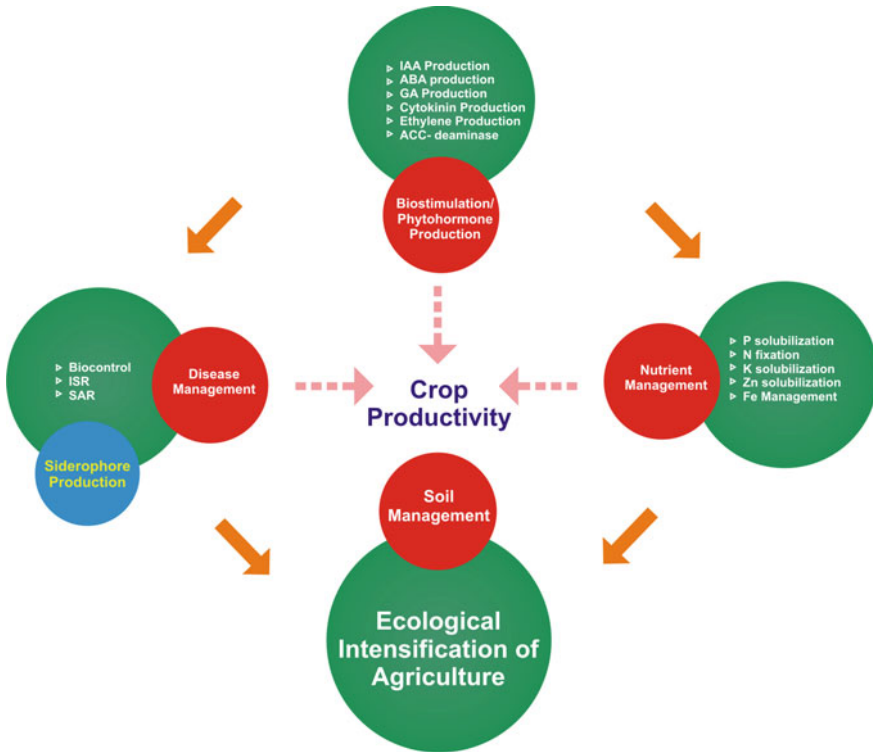 IAA Production
ABA production
GA Production
Cytokinin Production
Ethylene Production
ACC- deaminase
Biostimulation/
Phytohormone
Production
Biocontrol
ISR
SAR
Disease
Management
Siderophore
Production
Crop
Productivity
Nutrient
Management
P solubilization
N fixation
K solubilization
Zn solubilization
Fe Management
Soil
Management
Ecological
Intensification of
Agriculture